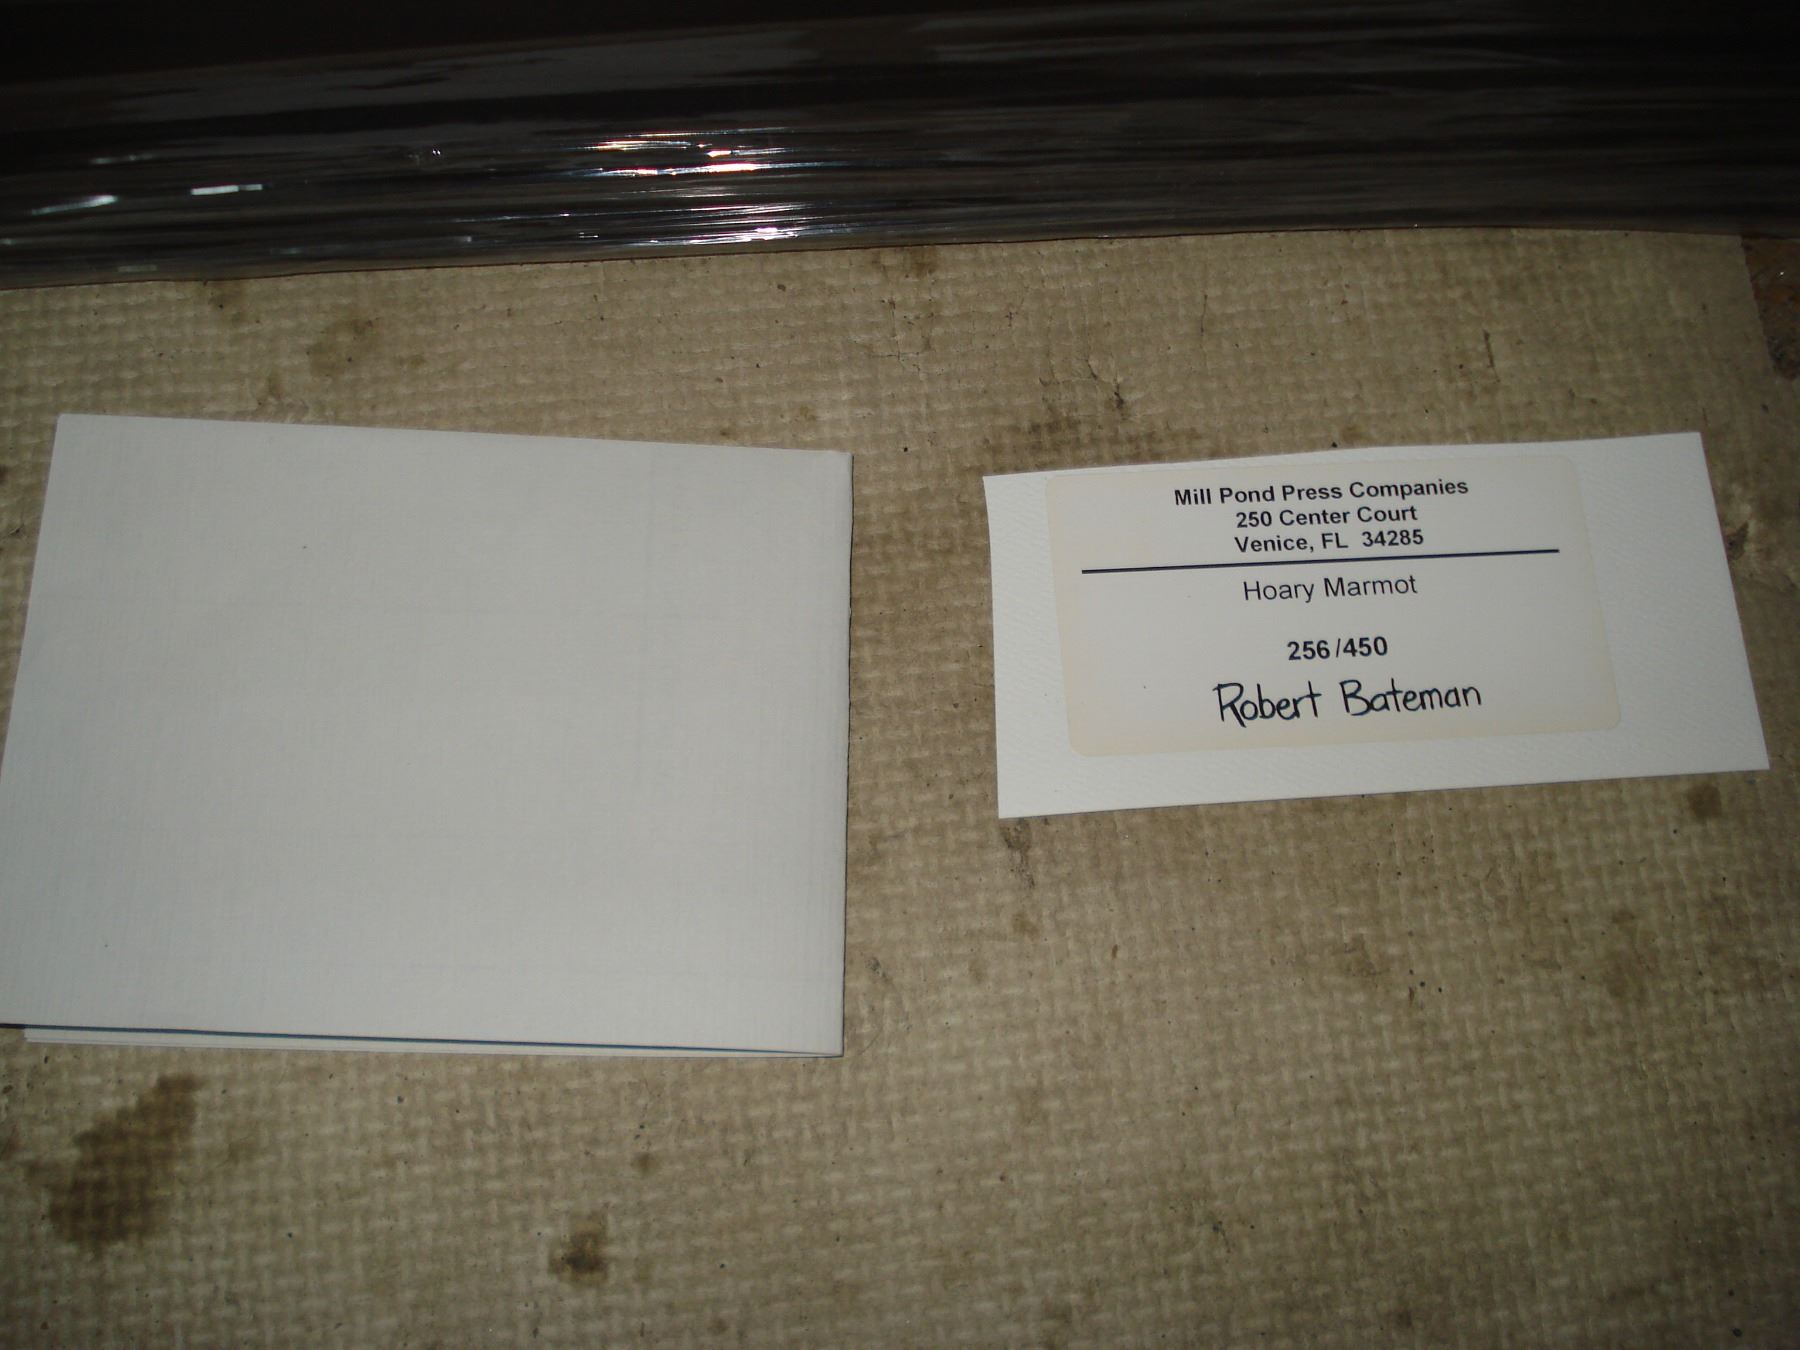 Mill Pond Press Companies
250 Center Court
Venice, FL 34285
Hoary Marmot
256/450
Robert Bateman